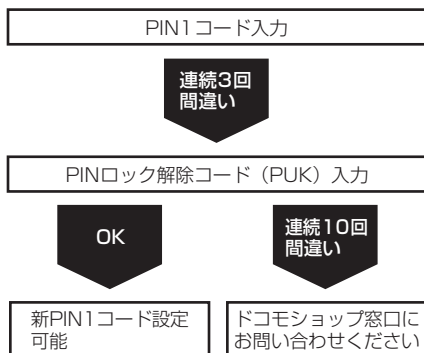 PIN1コード入力
連続3回
間違い
PINロック解除コード（PUK）入力
OK
連続10回
間違い
新PIN1コード設定
可能
ドコモショップ窓口に
お問い合わせください